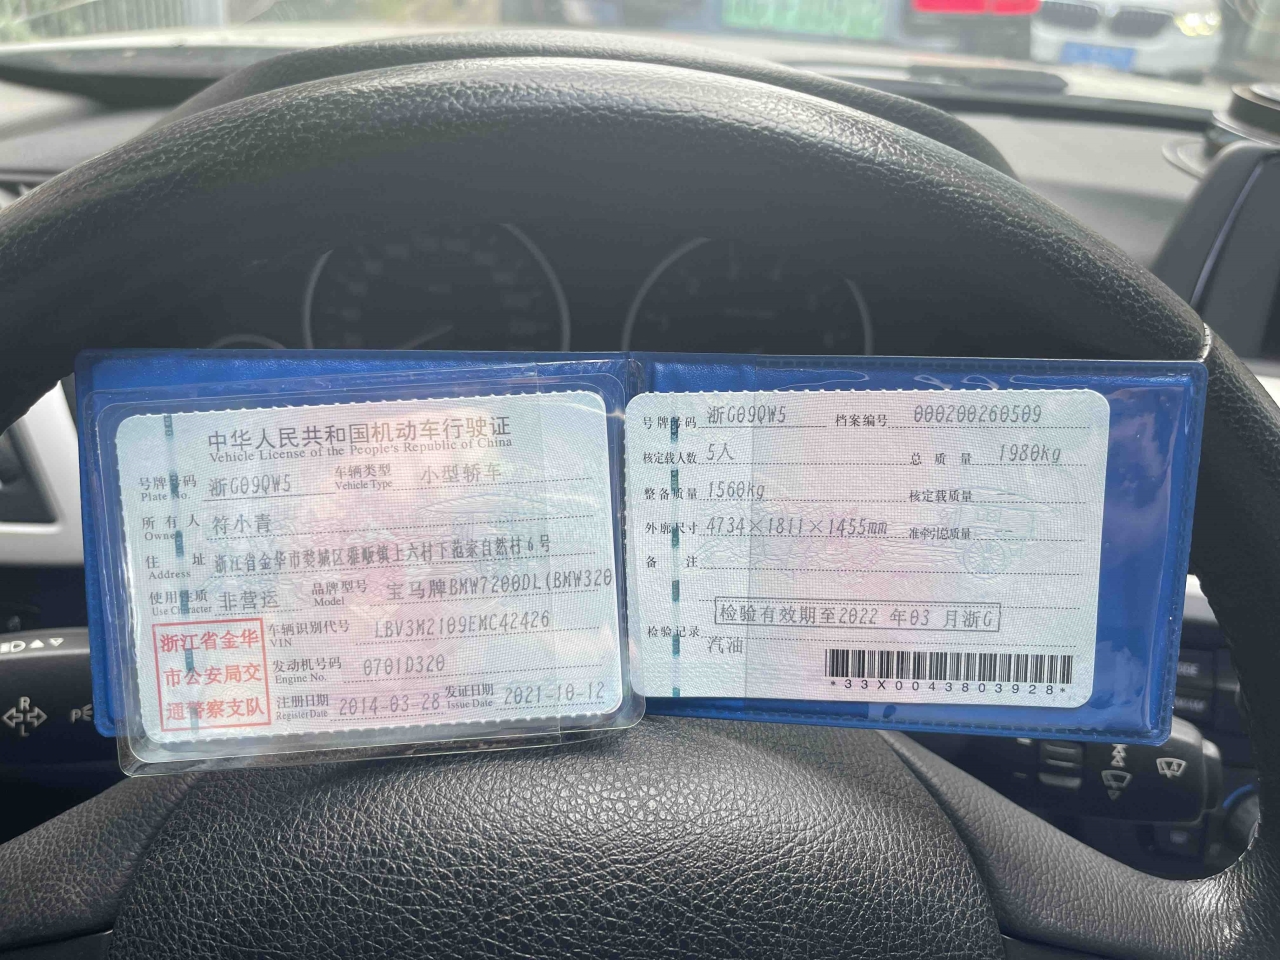 中华人民共和国机动车行驶证
Vehicle License of the People's Republic of China
号牌号码 浙G09QW5 车辆类型 小型轿车
Plate No. Vehicle Type
所有人 符小青
Owner
住址 浙江省金华市婺城区雅畈镇上六村下范家自然村6号
Address
使用性质 非营运 品牌型号 宝马牌BMW7200DL(BMW320
Use Character Model
浙江省金华
市公安局交
通警察支队
车辆识别代号 LBV3M2109EMC42426
VIN
发动机号码 0701D320
Engine No.
注册日期 2014-03-28 发证日期 2021-10-12
Register Date Issue Date
号牌号码 浙G09QW5 档案编号 000200260509
核定载人数 5人 总质量 1980kg
整备质量 1560kg 核定载质量
外廓尺寸 4734×1811×1455mm 准牵引总质量
备注
检验有效期至2022年03月浙G
检验记录
汽油
*33X0043803928*
R
L